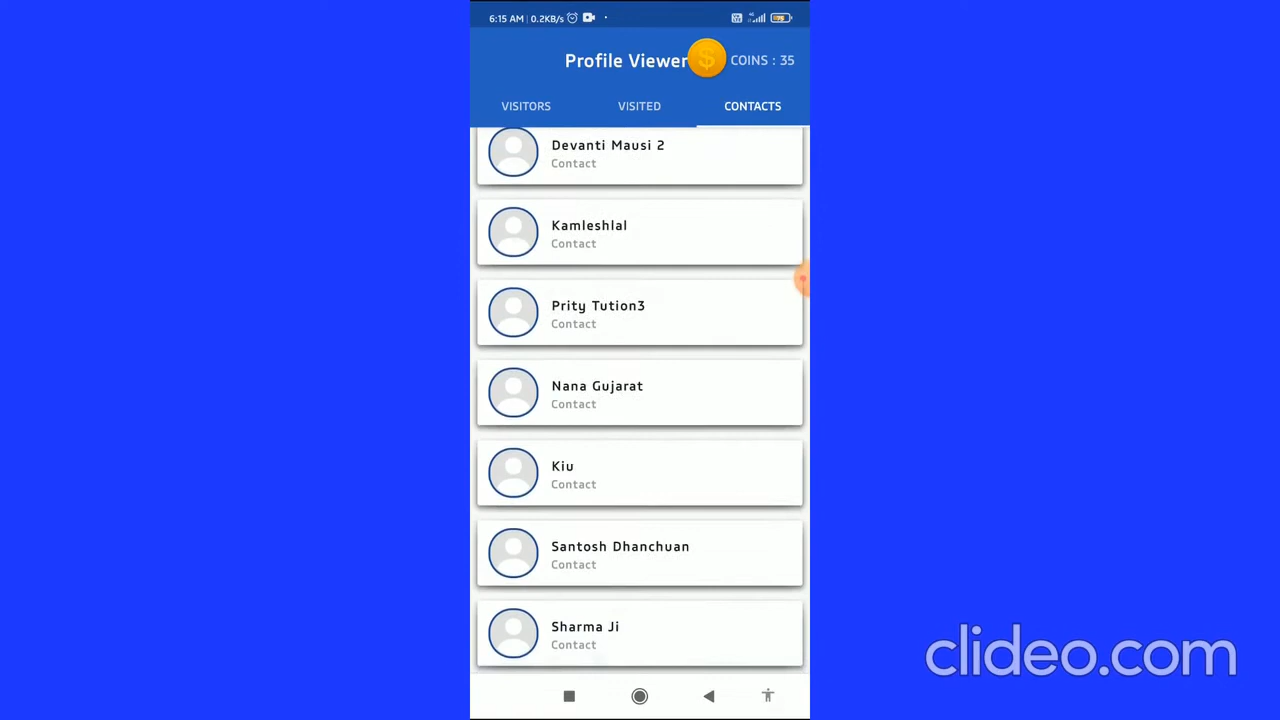 6:15 AM | 0.2KB/s
Profile Viewer
COINS : 35
VISITORS
VISITED
CONTACTS
Devanti Mausi 2
Contact
Kamleshlal
Contact
Prity Tution3
Contact
Nana Gujarat
Contact
Kiu
Contact
Santosh Dhanchuan
Contact
Sharma Ji
Contact
clideo.com